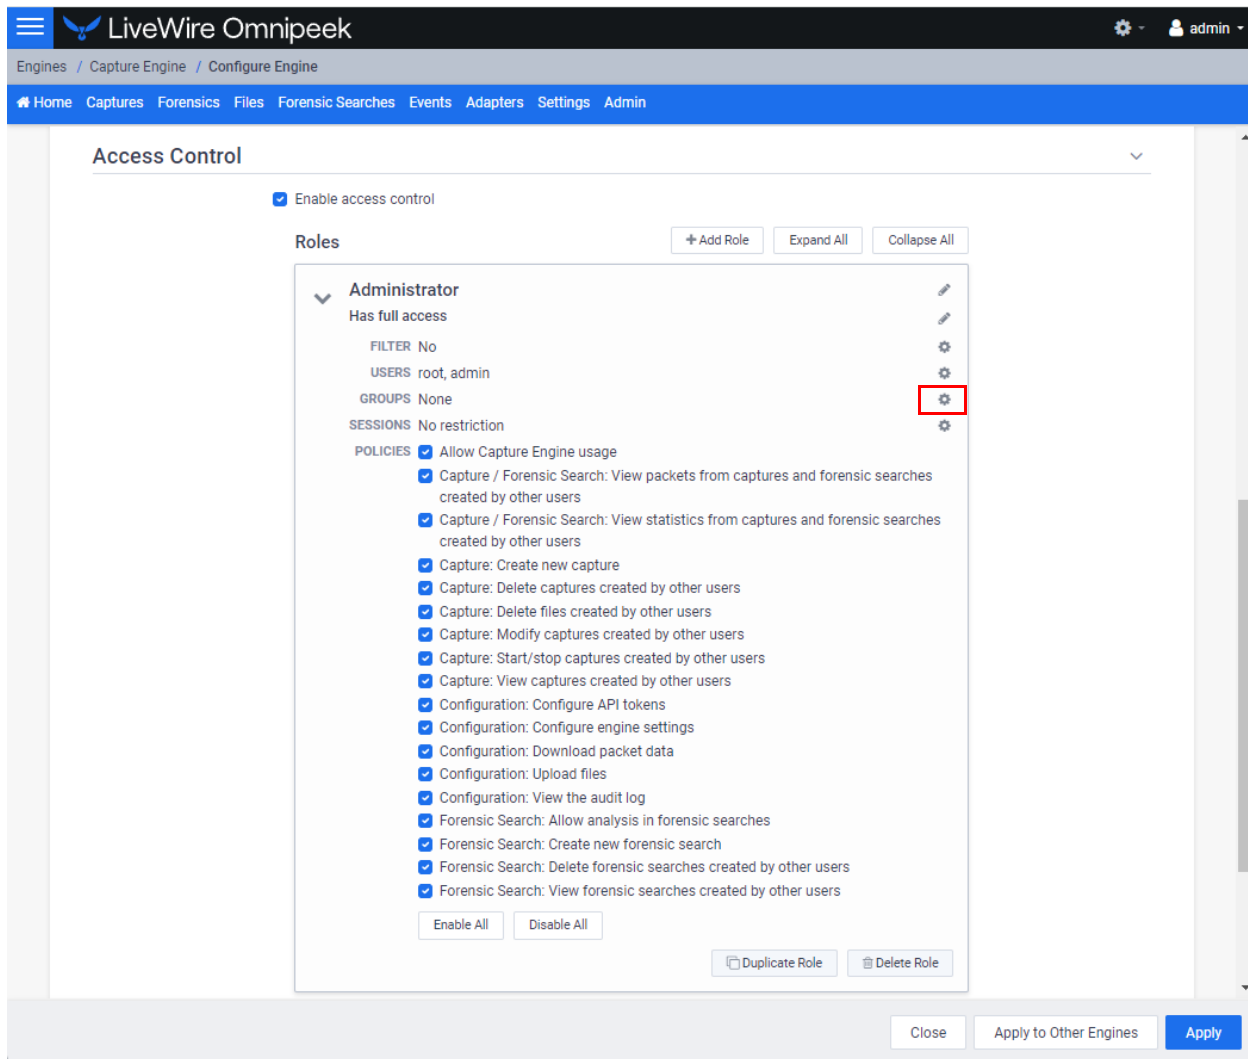 LiveWire Omnipeek
admin
Engines / Capture Engine / Configure Engine
Home Captures Forensics Files Forensic Searches Events Adapters Settings Admin
Access Control
Enable access control
Roles
+ Add Role Expand All Collapse All
Administrator
Has full access
FILTER No
USERS root, admin
GROUPS None
SESSIONS No restriction
POLICIES Allow Capture Engine usage
Capture / Forensic Search: View packets from captures and forensic searches
created by other users
Capture / Forensic Search: View statistics from captures and forensic searches
created by other users
Capture: Create new capture
Capture: Delete captures created by other users
Capture: Delete files created by other users
Capture: Modify captures created by other users
Capture: Start/stop captures created by other users
Capture: View captures created by other users
Configuration: Configure API tokens
Configuration: Configure engine settings
Configuration: Download packet data
Configuration: Upload files
Configuration: View the audit log
Forensic Search: Allow analysis in forensic searches
Forensic Search: Create new forensic search
Forensic Search: Delete forensic searches created by other users
Forensic Search: View forensic searches created by other users
Enable All Disable All
Duplicate Role Delete Role
Close Apply to Other Engines Apply